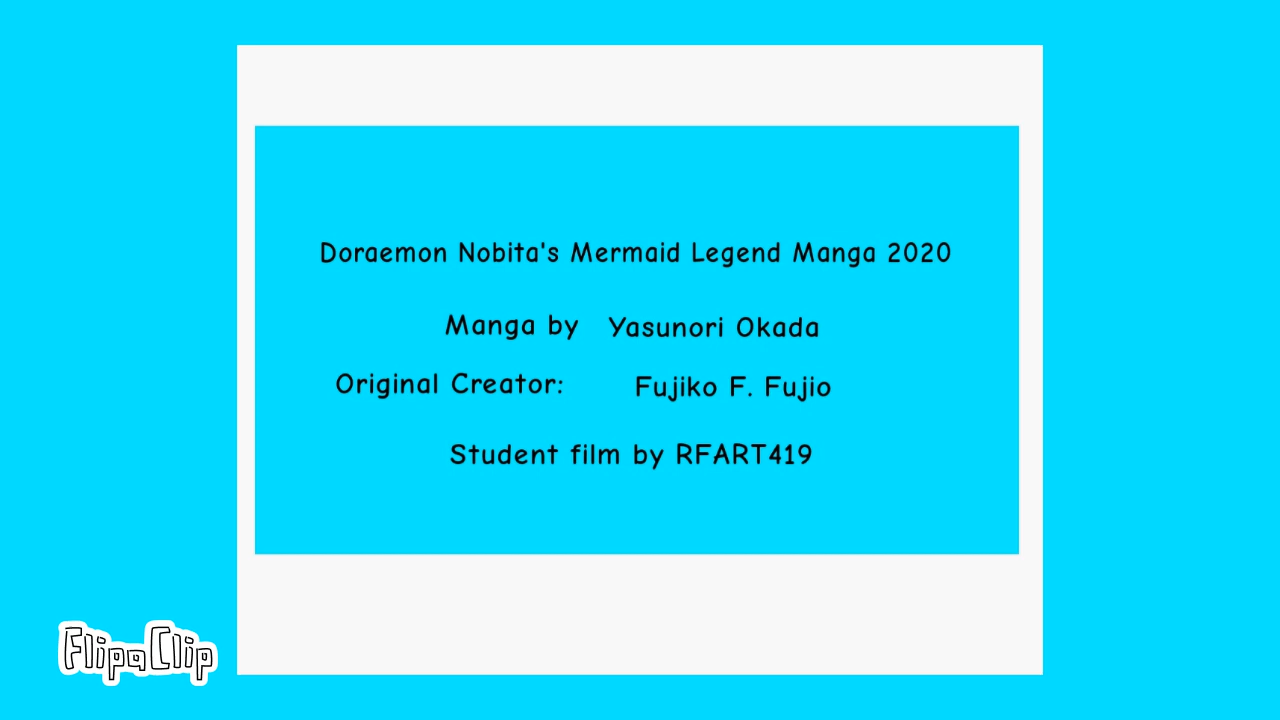 Doraemon Nobita's Mermaid Legend Manga 2020
Manga by Yasunori Okada
Original Creator: Fujiko F. Fujio
Student film by RFART419
FlipaClip